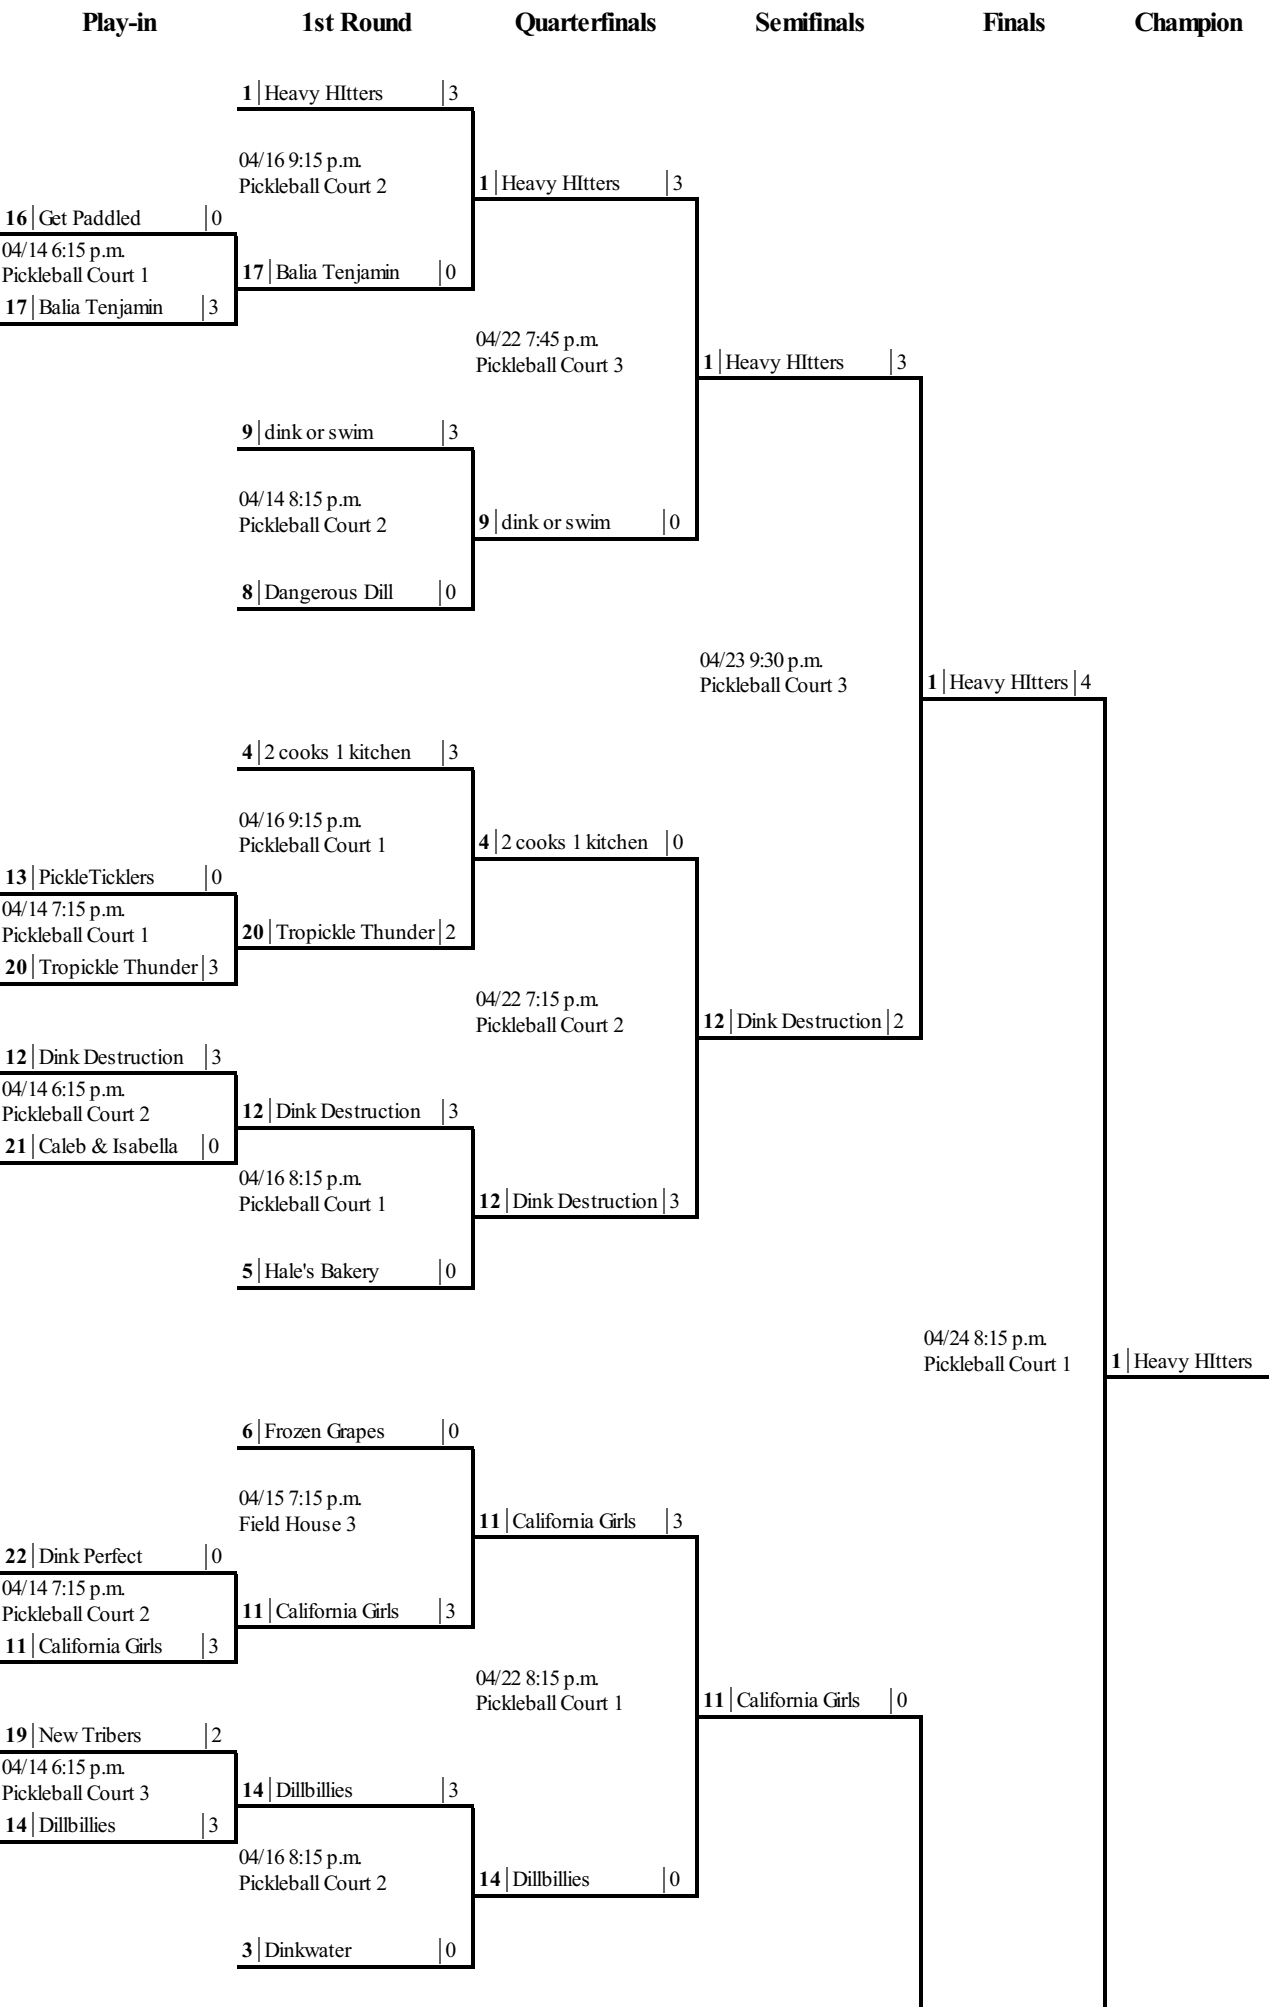 Play-in 1st Round Quarterfinals Semifinals Finals Champion
1 Heavy HItters 3
04/16 9:15 p.m.
Pickleball Court 2
1 Heavy HItters 3
16 Get Paddled 0
04/14 6:15 p.m.
Pickleball Court 1
17 Balia Tenjamin 0
17 Balia Tenjamin 3
04/22 7:45 p.m.
Pickleball Court 3
1 Heavy HItters 3
9 dink or swim 3
04/14 8:15 p.m.
Pickleball Court 2
9 dink or swim 0
8 Dangerous Dill 0
04/23 9:30 p.m.
Pickleball Court 3
1 Heavy HItters 4
4 2 cooks 1 kitchen 3
04/16 9:15 p.m.
Pickleball Court 1
4 2 cooks 1 kitchen 0
13 PickleTicklers 0
04/14 7:15 p.m.
Pickleball Court 1
20 Tropickle Thunder 2
20 Tropickle Thunder 3
04/22 7:15 p.m.
Pickleball Court 2
12 Dink Destruction 2
12 Dink Destruction 3
04/14 6:15 p.m.
Pickleball Court 2
12 Dink Destruction 3
21 Caleb & Isabella 0
04/16 8:15 p.m.
Pickleball Court 1
12 Dink Destruction 3
5 Hale's Bakery 0
04/24 8:15 p.m.
Pickleball Court 1
1 Heavy HItters
6 Frozen Grapes 0
04/15 7:15 p.m.
Field House 3
11 California Girls 3
22 Dink Perfect 0
04/14 7:15 p.m.
Pickleball Court 2
11 California Girls 3
11 California Girls 3
04/22 8:15 p.m.
Pickleball Court 1
11 California Girls 0
19 New Tribers 2
04/14 6:15 p.m.
Pickleball Court 3
14 Dillbillies 3
14 Dillbillies 3
04/16 8:15 p.m.
Pickleball Court 2
14 Dillbillies 0
3 Dinkwater 0